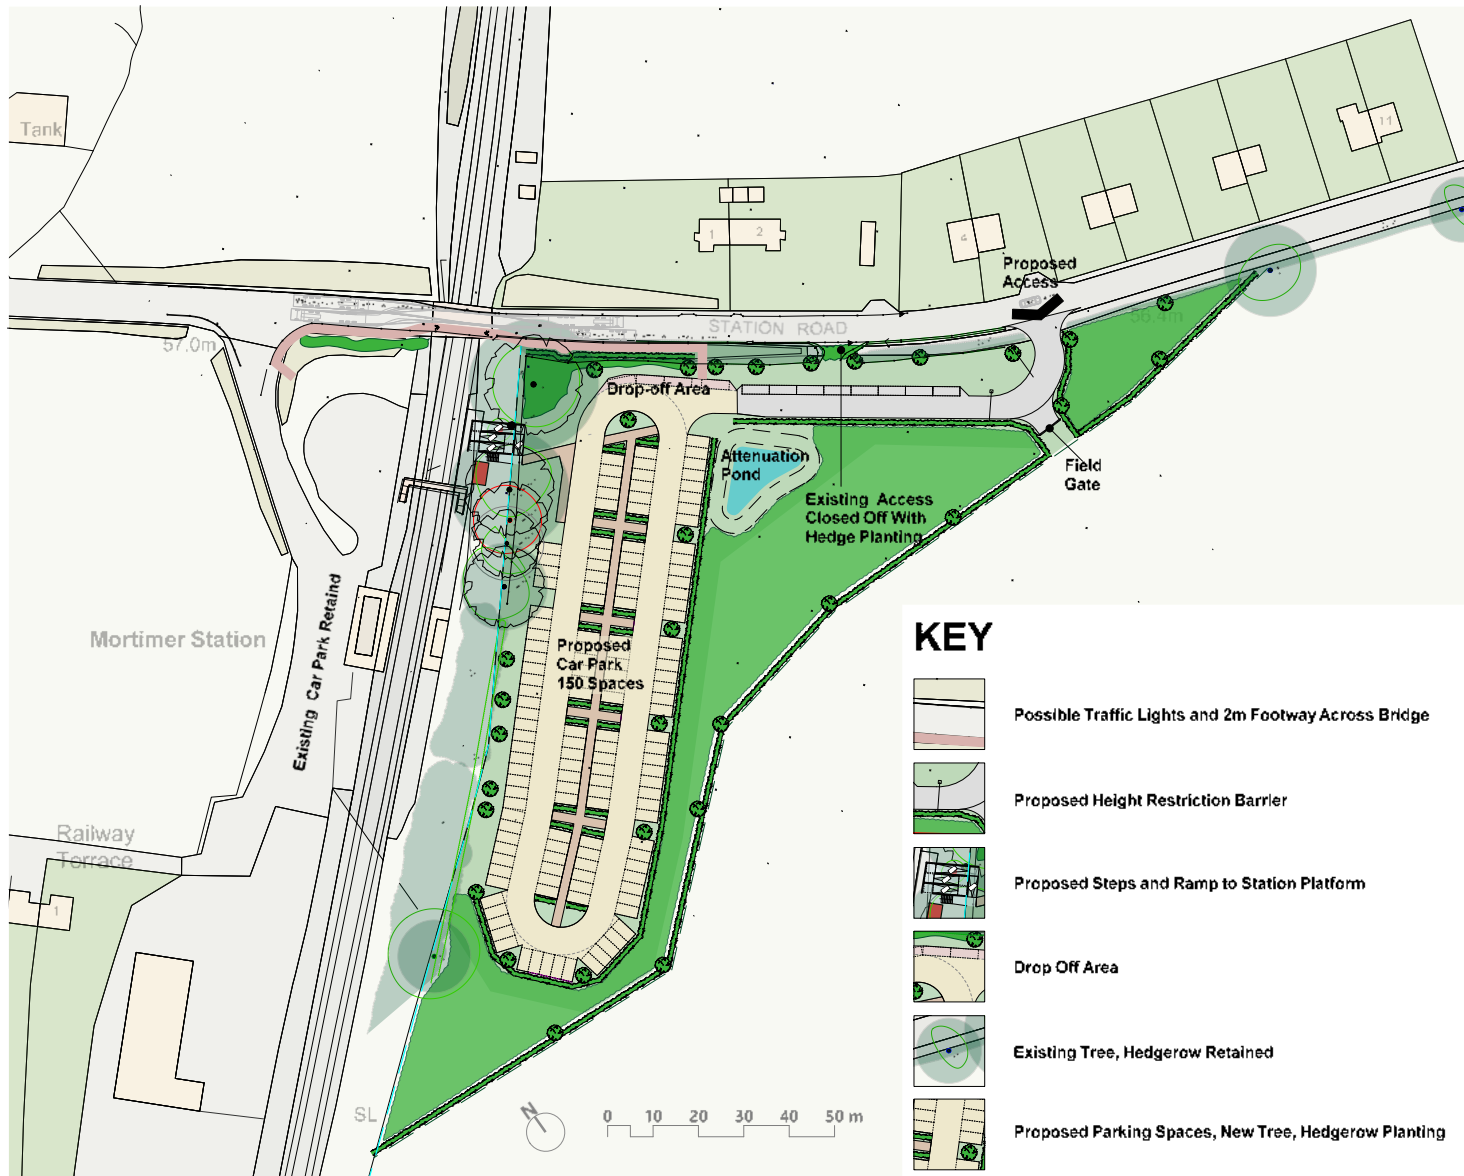 Tank
1
2
4
11
Proposed
Access
STATION ROAD
56.4m
57.0m
Drop-off Area
Attenuation
Pond
Existing Access
Closed Off With
Hedge Planting
Field
Gate
Existing Car Park Retaind
Mortimer Station
Proposed
Car Park
150 Spaces
Railway
Terrace
1
SL
N
0 10 20 30 40 50 m
KEY
Possible Traffic Lights and 2m Footway Across Bridge
Proposed Height Restriction Barrier
Proposed Steps and Ramp to Station Platform
Drop Off Area
Existing Tree, Hedgerow Retained
Proposed Parking Spaces, New Tree, Hedgerow Planting